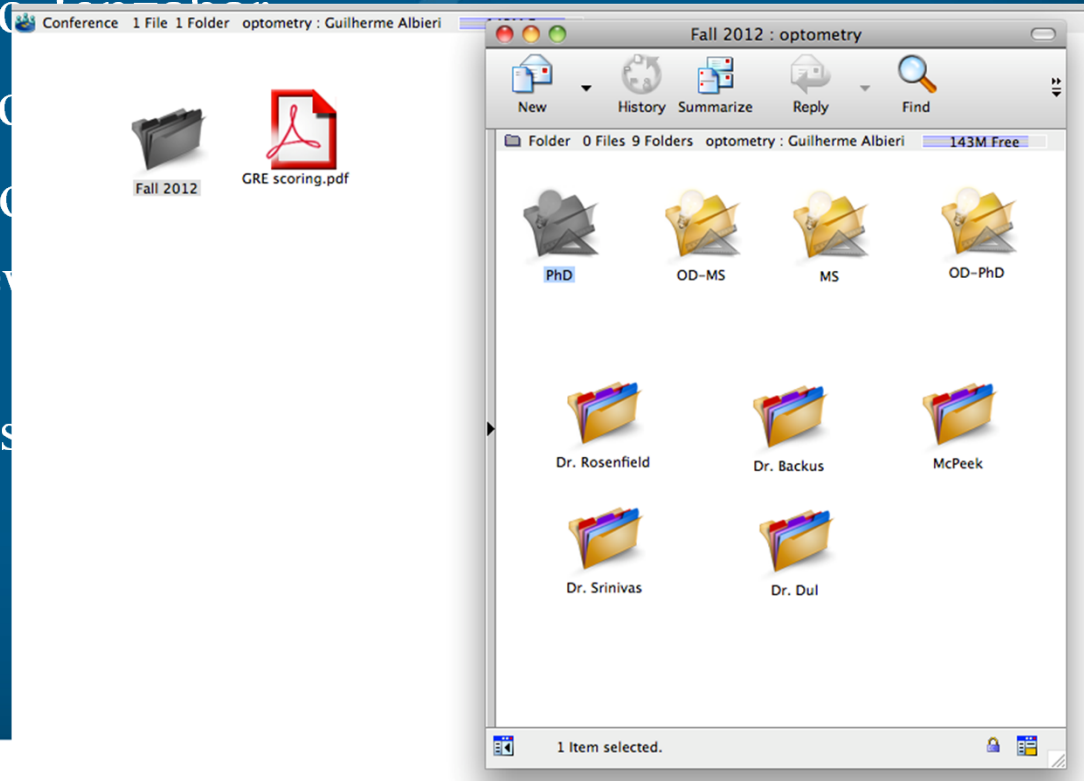 Conference 1 File 1 Folder optometry : Guilherme Albieri
Fall 2012
GRE scoring.pdf
Fall 2012 : optometry
New History Summarize Reply Find
Folder 0 Files 9 Folders optometry : Guilherme Albieri 143M Free
PhD OD-MS MS OD-PhD
Dr. Rosenfield Dr. Backus McPeek
Dr. Srinivas Dr. Dul
1 Item selected.